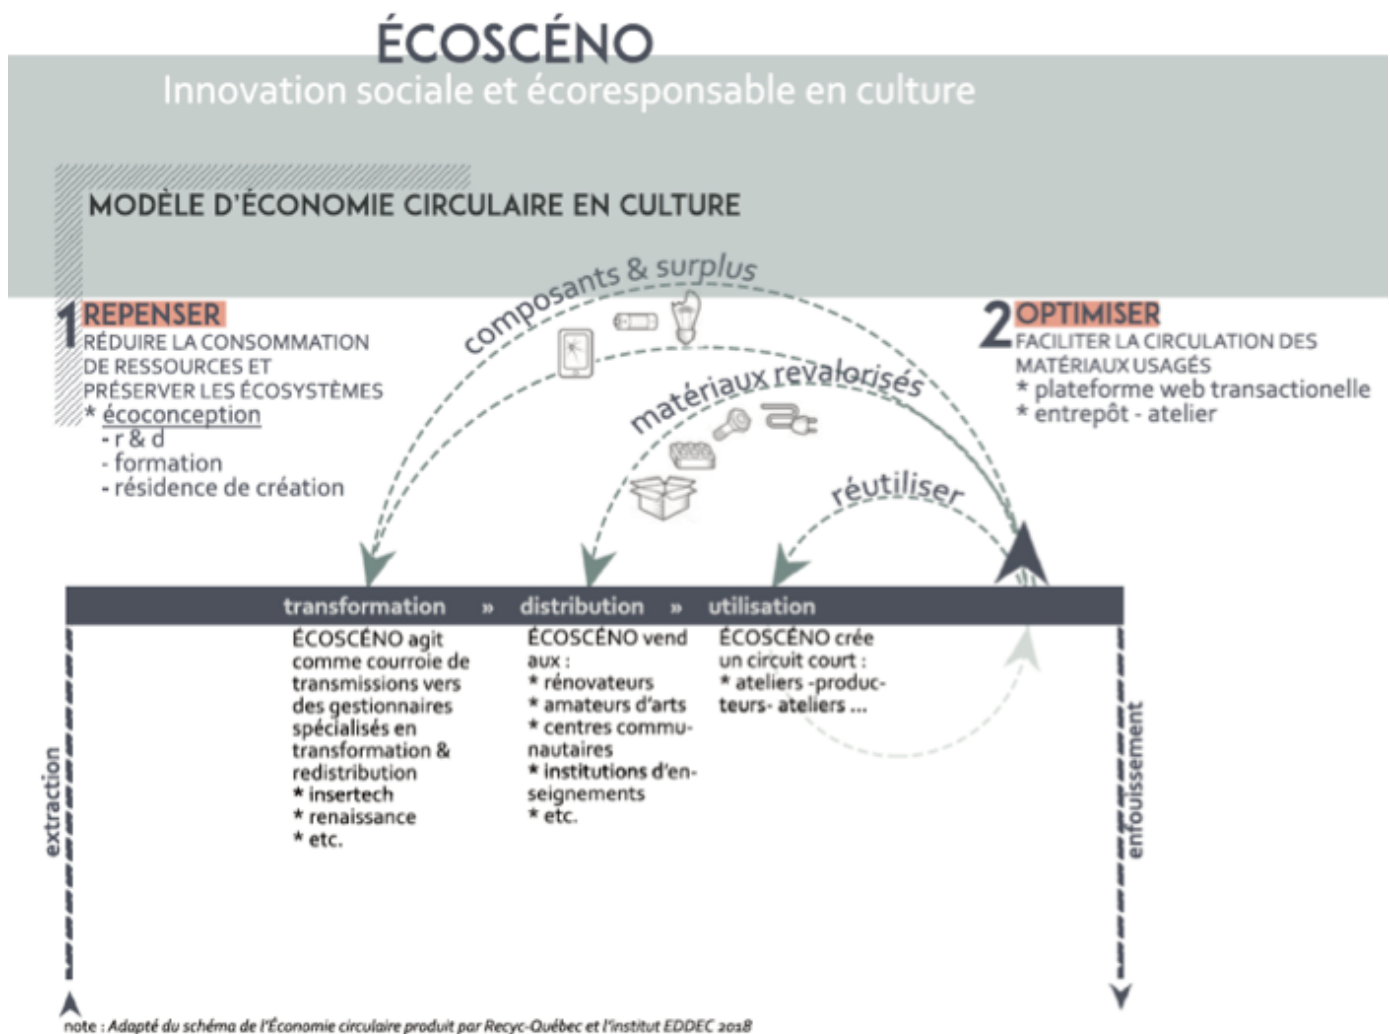 ÉCOSCÉNO
Innovation sociale et écoresponsable en culture
MODÈLE D'ÉCONOMIE CIRCULAIRE EN CULTURE
1 REPENSER
RÉDUIRE LA CONSOMMATION
DE RESSOURCES ET
PRÉSERVER LES ÉCOSYSTÈMES
* écoconception
- r & d
- formation
- résidence de création
composants & surplus
matériaux revalorisés
réutiliser
2 OPTIMISER
FACILITER LA CIRCULATION DES
MATÉRIAUX USAGÉS
* plateforme web transactionelle
* entrepôt - atelier
transformation » distribution » utilisation
ÉCOSCÉNO agit
comme courroie de
transmissions vers
des gestionnaires
spécialisés en
transformation &
redistribution
* insertech
* renaissance
* etc.
ÉCOSCÉNO vend
aux :
* rénovateurs
* amateurs d'arts
* centres commu-
nautaires
* institutions d'en-
seignements
* etc.
ÉCOSCÉNO crée
un circuit court :
* ateliers -produc-
teurs- ateliers ...
extraction
enfouissement
note : Adapté du schéma de l'Économie circulaire produit par Recyc-Québec et l'institut EDDEC 2018